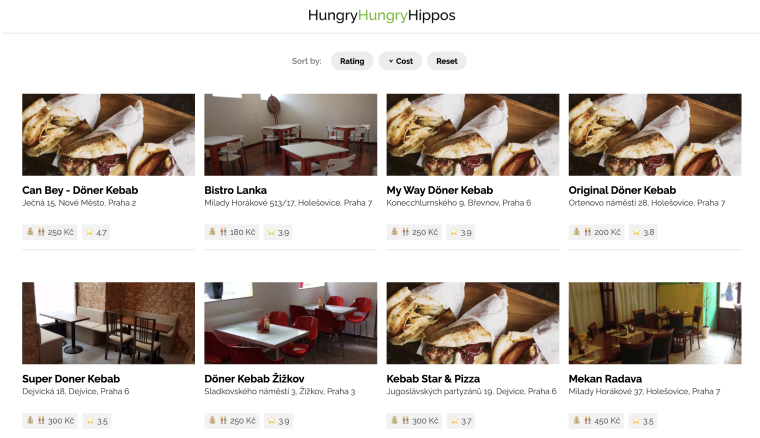 HungryHungryHippos
Sort by: Rating Cost Reset
Can Bey - Döner Kebab
Ječná 15, Nové Město, Praha 2
250 Kč 4.7
Bistro Lanka
Milady Horákové 513/17, Holešovice, Praha 7
180 Kč 3.9
My Way Döner Kebab
Konecchlumského 9, Břevnov, Praha 6
250 Kč 3.9
Original Döner Kebab
Ortenovo náměstí 28, Holešovice, Praha 7
200 Kč 3.8
Super Doner Kebab
Dejvická 18, Dejvice, Praha 6
300 Kč 3.5
Döner Kebab Žižkov
Sladkovského náměstí 3, Žižkov, Praha 3
250 Kč 3.9
Kebab Star & Pizza
Jugoslávských partyzánů 19, Dejvice, Praha 6
300 Kč 3.7
Mekan Radava
Milady Horákové 37, Holešovice, Praha 7
450 Kč 3.5